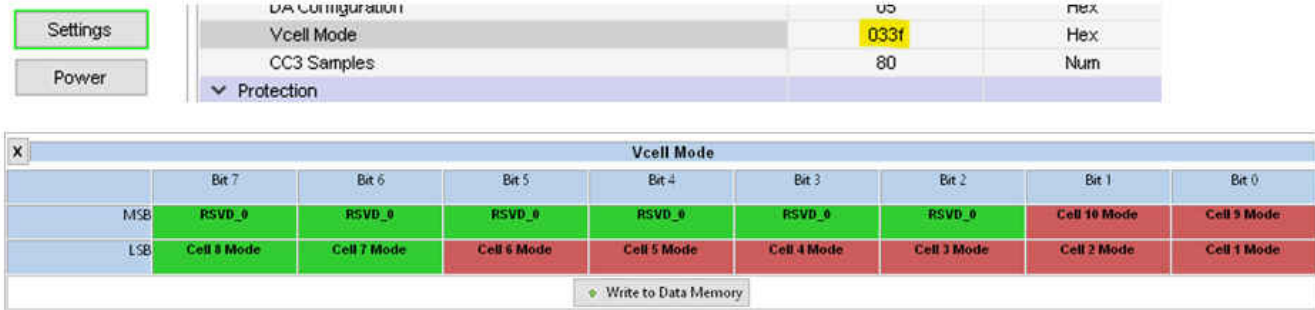 DA Configuration 05 Hex
Settings Vcell Mode 033f Hex
CC3 Samples 80 Num
Power
Protection
X Vcell Mode
Bit 7 Bit 6 Bit 5 Bit 4 Bit 3 Bit 2 Bit 1 Bit 0
MSB RSVD_0 RSVD_0 RSVD_0 RSVD_0 RSVD_0 RSVD_0 Cell 10 Mode Cell 9 Mode
LSB Cell 8 Mode Cell 7 Mode Cell 6 Mode Cell 5 Mode Cell 4 Mode Cell 3 Mode Cell 2 Mode Cell 1 Mode
Write to Data Memory